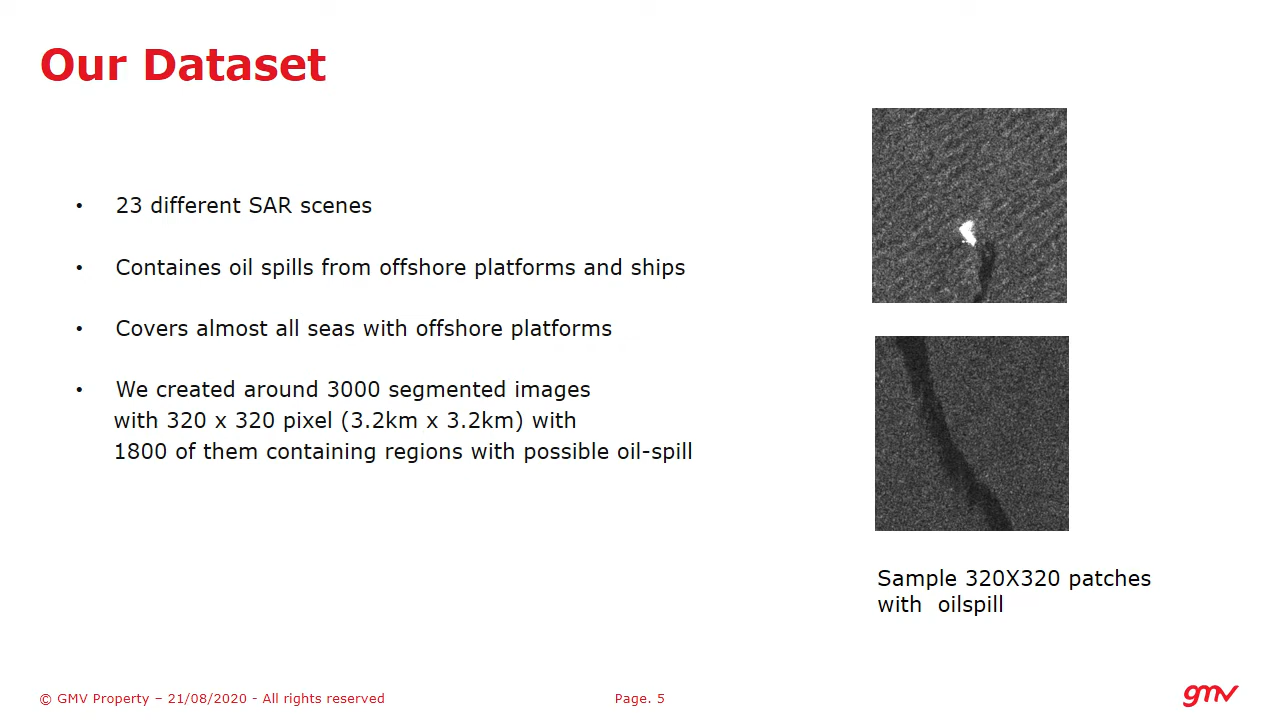 Our Dataset
• 23 different SAR scenes
• Containes oil spills from offshore platforms and ships
• Covers almost all seas with offshore platforms
• We created around 3000 segmented images
with 320 x 320 pixel (3.2km x 3.2km) with
1800 of them containing regions with possible oil-spill
Sample 320X320 patches
with oilspill
© GMV Property – 21/08/2020 - All rights reserved
Page. 5
gmv